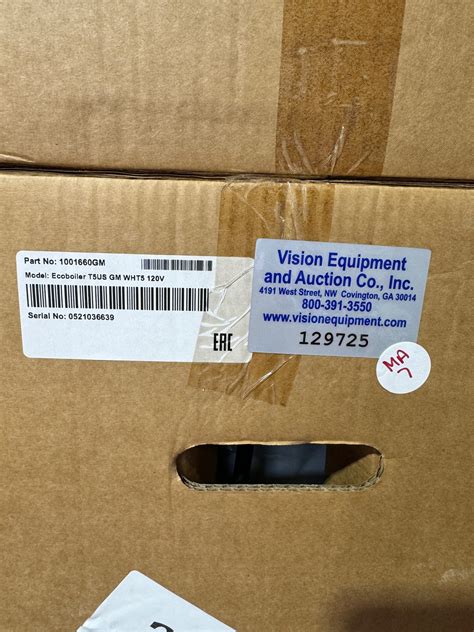 Part No: 1001660GM
Model: Ecoboiler T5US GM WHT5 120V
Serial No: 0521036639
EAC
Vision Equipment
and Auction Co., Inc.
4191 West Street, NW Covington, GA 30014
800-391-3550
www.visionequipment.com
129725
MA
7